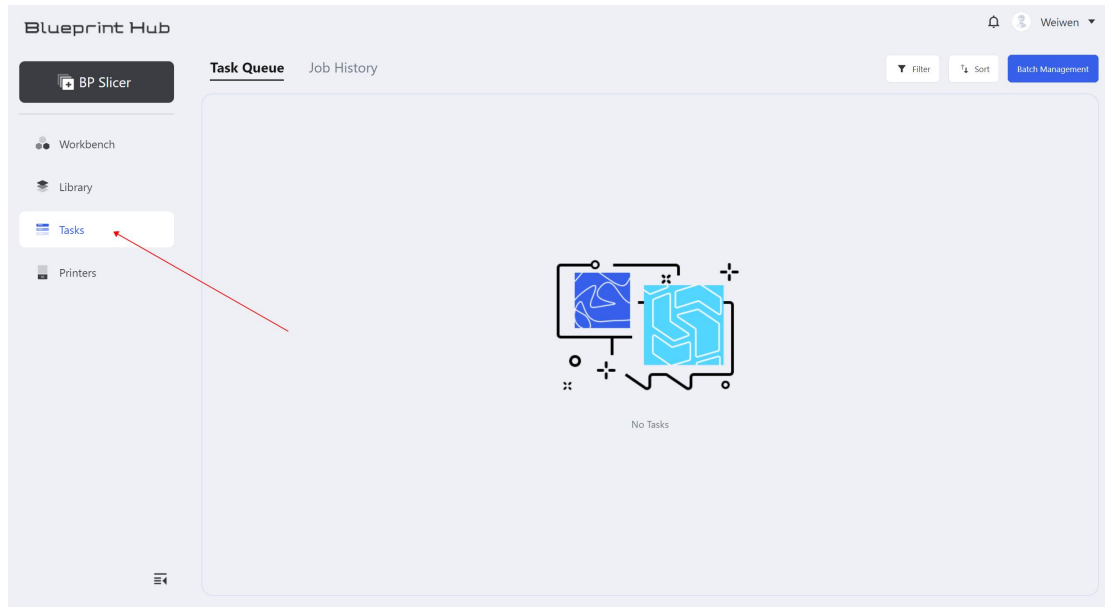 Blueprint Hub
Weiwen
BP Slicer
Task Queue
Job History
Filter
Sort
Batch Management
Workbench
Library
Tasks
Printers
No Tasks